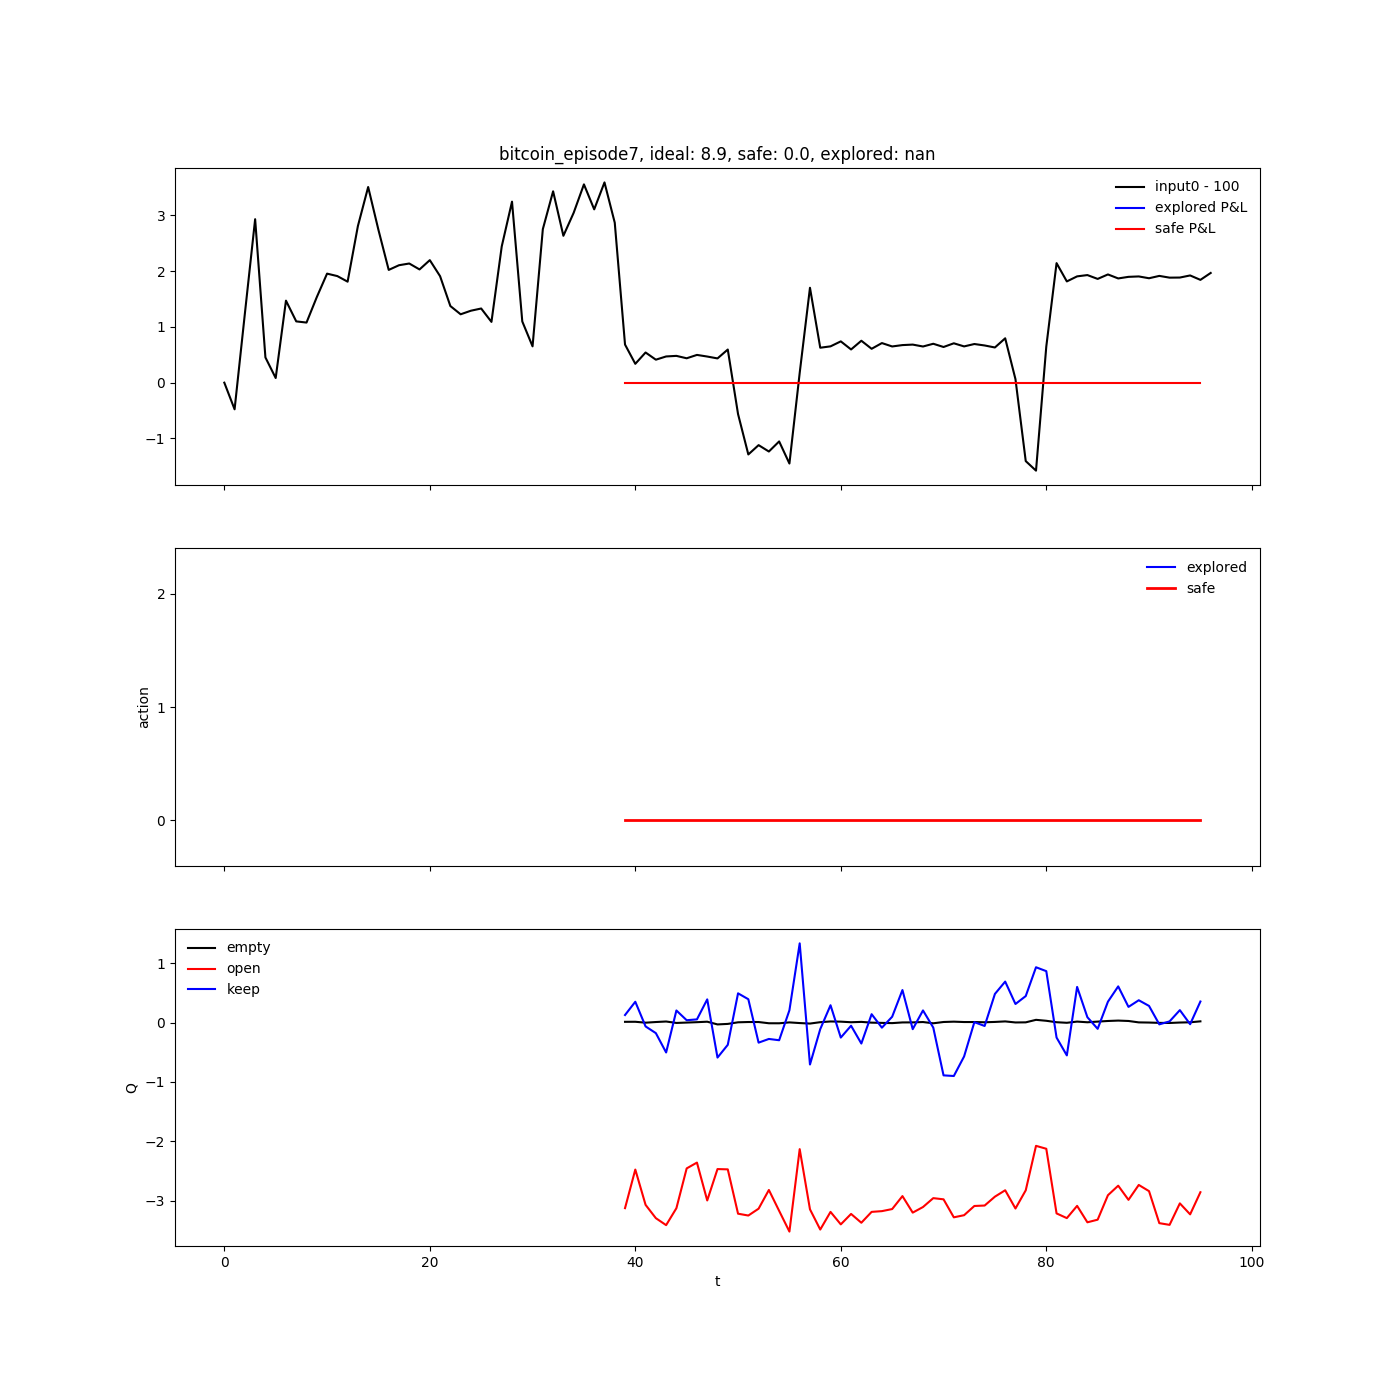 bitcoin_episode7, ideal: 8.9, safe: 0.0, explored: nan
input0 - 100
explored P&L
safe P&L
3
2
1
0
−1
explored
safe
2
1
0
action
empty
open
keep
1
0
−1
−2
−3
Q
0 20 40 60 80 100
t